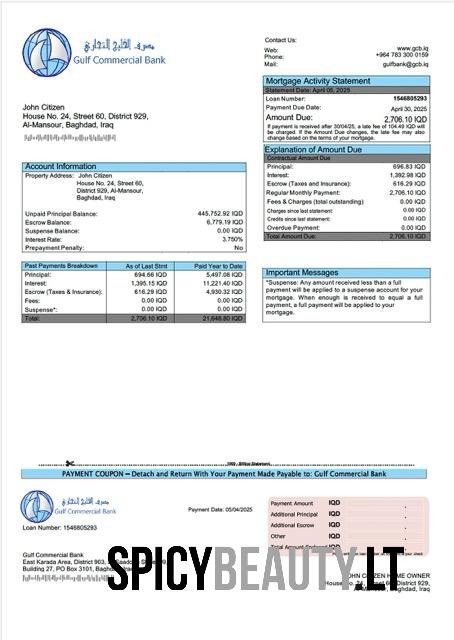 مصرف الخليج التجاري
Gulf Commercial Bank
Contact Us:
Web: www.gcb.iq
Phone: +964 783 300 0159
Mail: gulfbank@gcb.iq
Mortgage Activity Statement
Statement Date: April 05, 2025
Loan Number: 1546805293
Payment Due Date: April 30, 2025
Amount Due: 2,706.10 IQD
If payment is received after 30/04/25, a late fee of 104.49 IQD will
be charged. If the Amount Due changes, the late fee may also
change based on the terms of your mortgage.
John Citizen
House No. 24, Street 60, District 929,
Al-Mansour, Baghdad, Iraq
Explanation of Amount Due
Contractual Amount Due
Principal: 696.83 IQD
Interest: 1,392.98 IQD
Escrow (Taxes and Insurance): 616.29 IQD
Regular Monthly Payment: 2,706.10 IQD
Fees & Charges (total outstanding) 0.00 IQD
Charges since last statement: 0.00 IQD
Credits since last statement: 0.00 IQD
Overdue Payment: 0.00 IQD
Total Amount Due: 2,706.10 IQD
Account Information
Property Address: John Citizen
House No. 24, Street 60,
District 929, Al-Mansour,
Baghdad, Iraq
Unpaid Principal Balance: 445,752.92 IQD
Escrow Balance: 6,779.19 IQD
Suspense Balance: 0.00 IQD
Interest Rate: 3.750%
Prepayment Penalty: No
Past Payments Breakdown As of Last Stmt Paid Year to Date
Principal: 694.66 IQD 5,497.08 IQD
Interest: 1,395.15 IQD 11,221.40 IQD
Escrow (Taxes & Insurance): 616.29 IQD 4,930.32 IQD
Fees: 0.00 IQD 0.00 IQD
Suspense*: 0.00 IQD 0.00 IQD
Total: 2,706.10 IQD 21,648.80 IQD
Important Messages
*Suspense: Any amount received less than a full
payment will be applied to a suspense account for your
mortgage. When enough is received to equal a full
payment, a full payment will be applied to your
mortgage.
PAYMENT COUPON – Detach and Return With Your Payment Made Payable to: Gulf Commercial Bank
مصرف الخليج التجاري
Gulf Commercial Bank
Loan Number: 1546805293
Payment Date: 05/04/2025
Payment Amount IQD .
Additional Principal IQD .
Additional Escrow IQD .
Other IQD .
Total Amount
Gulf Commercial Bank
East Karada Area, District 903,
Building 27, PO Box 3101, Baghdad,
JOHN CITIZEN HOME OWNER
House No. 24,
Al-Mansour, Baghdad, Iraq
SPICYBEAUTY.LT